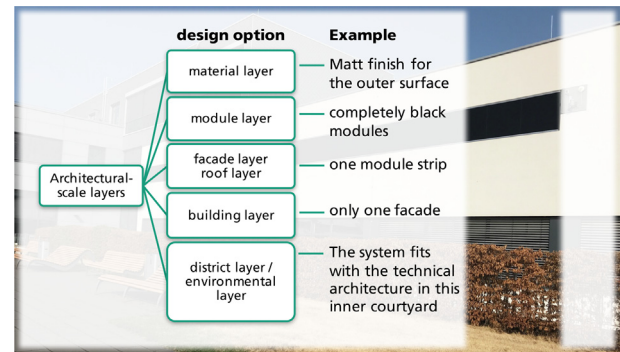 design option Example
material layer
Matt finish for
the outer surface
module layer
completely black
modules
facade layer
roof layer
one module strip
Architectural-
scale layers
building layer
only one facade
district layer /
environmental
layer
The system fits
with the technical
architecture in this
inner courtyard